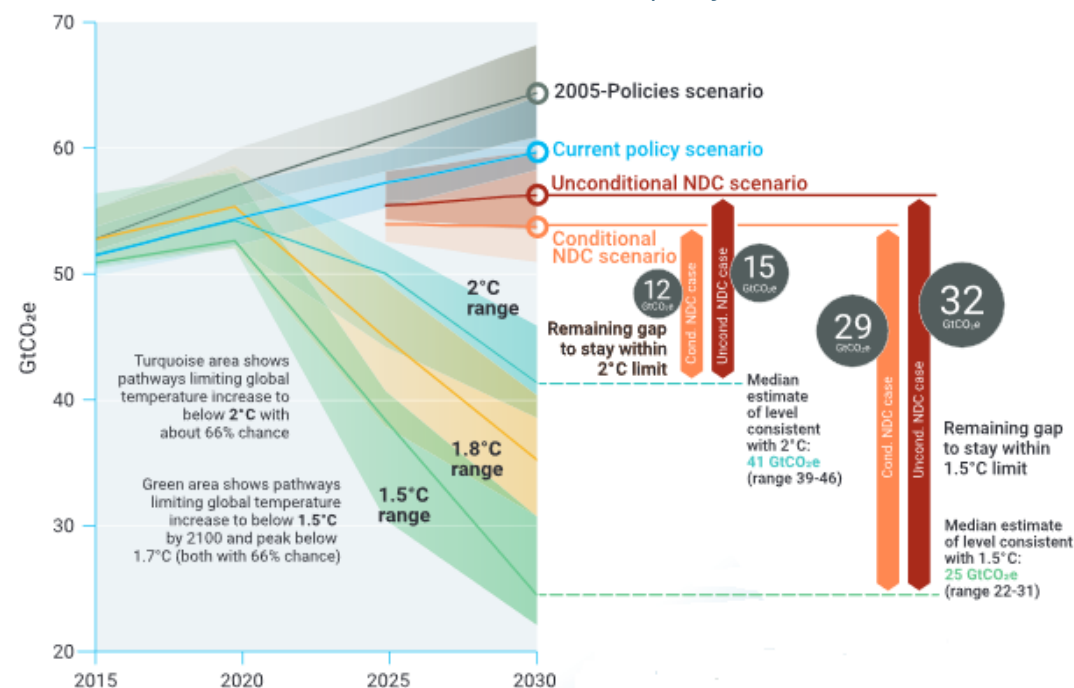 70
60
50
40
30
20
GtCO₂e
2015
2020
2025
2030
2005-Policies scenario
Current policy scenario
Unconditional NDC scenario
Conditional
NDC scenario
2°C
range
1.8°C
range
1.5°C
range
Turquoise area shows
pathways limiting global
temperature increase to
below 2°C with
about 66% chance
Green area shows pathways
limiting global temperature
increase to below 1.5°C
by 2100 and peak below
1.7°C (both with 66% chance)
12
GtCO₂e
15
GtCO₂e
Cond. NDC case
Uncond. NDC case
Remaining gap
to stay within
2°C limit
Median
estimate
of level
consistent
with 2°C:
41 GtCO₂e
(range 39-46)
29
GtCO₂e
32
GtCO₂e
Cond. NDC case
Uncond. NDC case
Remaining gap
to stay within
1.5°C limit
Median estimate
of level consistent
with 1.5°C:
25 GtCO₂e
(range 22-31)